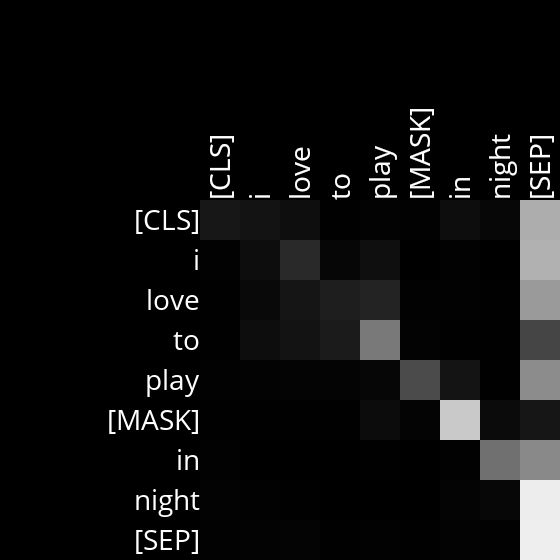 [CLS] i love to play [MASK] in night [SEP]
[CLS]
i
love
to
play
[MASK]
in
night
[SEP]